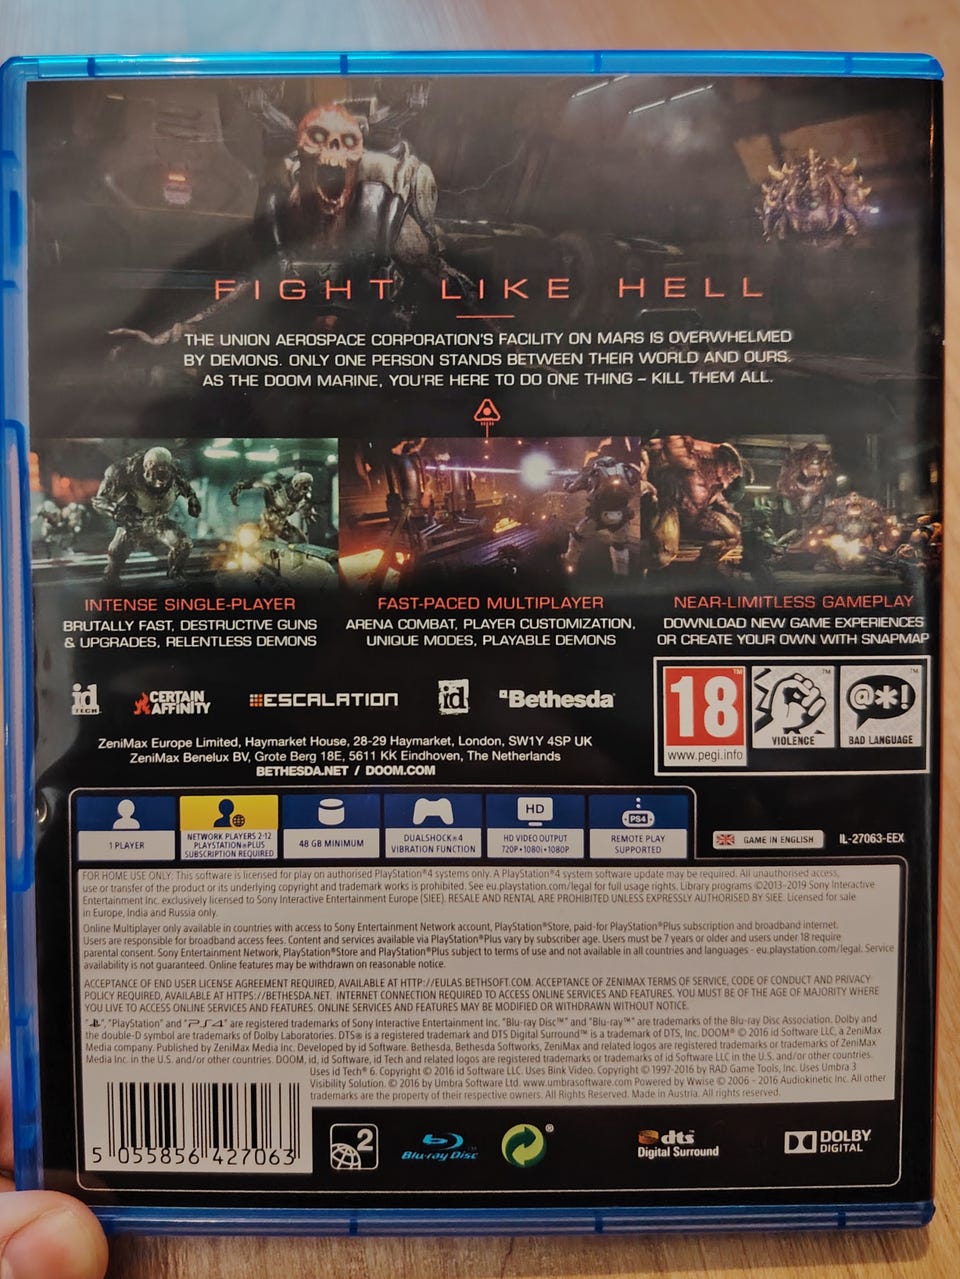 FIGHT LIKE HELL
THE UNION AEROSPACE CORPORATION'S FACILITY ON MARS IS OVERWHELMED
BY DEMONS. ONLY ONE PERSON STANDS BETWEEN THEIR WORLD AND OURS.
AS THE DOOM MARINE, YOU'RE HERE TO DO ONE THING – KILL THEM ALL.
INTENSE SINGLE-PLAYER
BRUTALLY FAST, DESTRUCTIVE GUNS
& UPGRADES, RELENTLESS DEMONS
FAST-PACED MULTIPLAYER
ARENA COMBAT, PLAYER CUSTOMIZATION,
UNIQUE MODES, PLAYABLE DEMONS
NEAR-LIMITLESS GAMEPLAY
DOWNLOAD NEW GAME EXPERIENCES
OR CREATE YOUR OWN WITH SNAPMAP
id
TECH
CERTAIN
AFFINITY
ESCALATION
id
Bethesda
18
www.pegi.info
VIOLENCE
@*!
BAD LANGUAGE
ZeniMax Europe Limited, Haymarket House, 28-29 Haymarket, London, SW1Y 4SP UK
ZeniMax Benelux BV, Grote Berg 18E, 5611 KK Eindhoven, The Netherlands
BETHESDA.NET / DOOM.COM
1 PLAYER
NETWORK PLAYERS 2-12
PLAYSTATION®PLUS
SUBSCRIPTION REQUIRED
48 GB MINIMUM
DUALSHOCK®4
VIBRATION FUNCTION
HD
HD VIDEO OUTPUT
720P•1080i•1080P
PS4
REMOTE PLAY
SUPPORTED
GAME IN ENGLISH
IL-27063-EEX
FOR HOME USE ONLY: This software is licensed for play on authorised PlayStation®4 systems only. A PlayStation®4 system software update may be required. All unauthorised access,
use or transfer of the product or its underlying copyright and trademark works is prohibited. See eu.playstation.com/legal for full usage rights. Library programs ©2013-2019 Sony Interactive
Entertainment Inc. exclusively licensed to Sony Interactive Entertainment Europe (SIEE). RESALE AND RENTAL ARE PROHIBITED UNLESS EXPRESSLY AUTHORISED BY SIEE. Licensed for sale
in Europe, India and Russia only.
Online Multiplayer only available in countries with access to Sony Entertainment Network account, PlayStation®Store, paid-for PlayStation®Plus subscription and broadband internet.
Users are responsible for broadband access fees. Content and services available via PlayStation®Plus vary by subscriber age. Users must be 7 years or older and users under 18 require
parental consent. Sony Entertainment Network, PlayStation®Store and PlayStation®Plus subject to terms of use and not available in all countries and languages - eu.playstation.com/legal. Service
availability is not guaranteed. Online features may be withdrawn on reasonable notice.
ACCEPTANCE OF END USER LICENSE AGREEMENT REQUIRED, AVAILABLE AT HTTP://EULAS.BETHSOFT.COM. ACCEPTANCE OF ZENIMAX TERMS OF SERVICE, CODE OF CONDUCT AND PRIVACY
POLICY REQUIRED, AVAILABLE AT HTTPS://BETHESDA.NET. INTERNET CONNECTION REQUIRED TO ACCESS ONLINE SERVICES AND FEATURES. YOU MUST BE OF THE AGE OF MAJORITY WHERE
YOU LIVE TO ACCESS ONLINE SERVICES AND FEATURES. ONLINE SERVICES AND FEATURES MAY BE MODIFIED OR WITHDRAWN WITHOUT NOTICE.
"PS", "PlayStation" and "PS4" are registered trademarks of Sony Interactive Entertainment Inc. "Blu-ray Disc™" and "Blu-ray™" are trademarks of the Blu-ray Disc Association. Dolby and
the double-D symbol are trademarks of Dolby Laboratories. DTS® is a registered trademark and DTS Digital Surround™ is a trademark of DTS, Inc. DOOM® © 2016 id Software LLC, a ZeniMax
Media company. Published by ZeniMax Media Inc. Developed by id Software. Bethesda, Bethesda Softworks, ZeniMax and related logos are registered trademarks or trademarks of ZeniMax
Media Inc. in the U.S. and/or other countries. DOOM, id, id Software, id Tech and related logos are registered trademarks or trademarks of id Software LLC in the U.S. and/or other countries.
Uses id Tech® 6. Copyright © 2016 id Software LLC. Uses Bink Video. Copyright © 1997-2016 by RAD Game Tools, Inc. Uses Umbra 3
Visibility Solution. © 2016 by Umbra Software Ltd. www.umbrasoftware.com Powered by Wwise © 2006 - 2016 Audiokinetic Inc. All other
trademarks are the property of their respective owners. All Rights Reserved. Made in Austria. All rights reserved.
5 055856 427063
2
Blu-ray Disc
dts
Digital Surround
DOLBY
DIGITAL